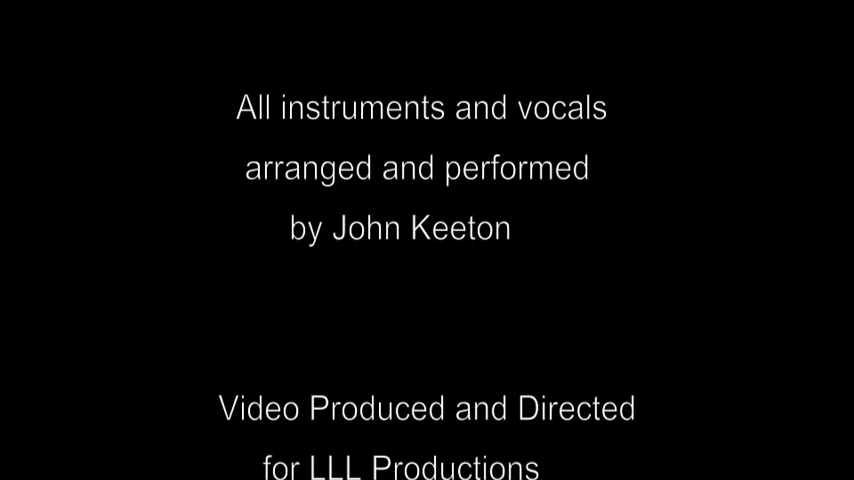 All instruments and vocals
arranged and performed
by John Keeton
Video Produced and Directed
for LLL Productions